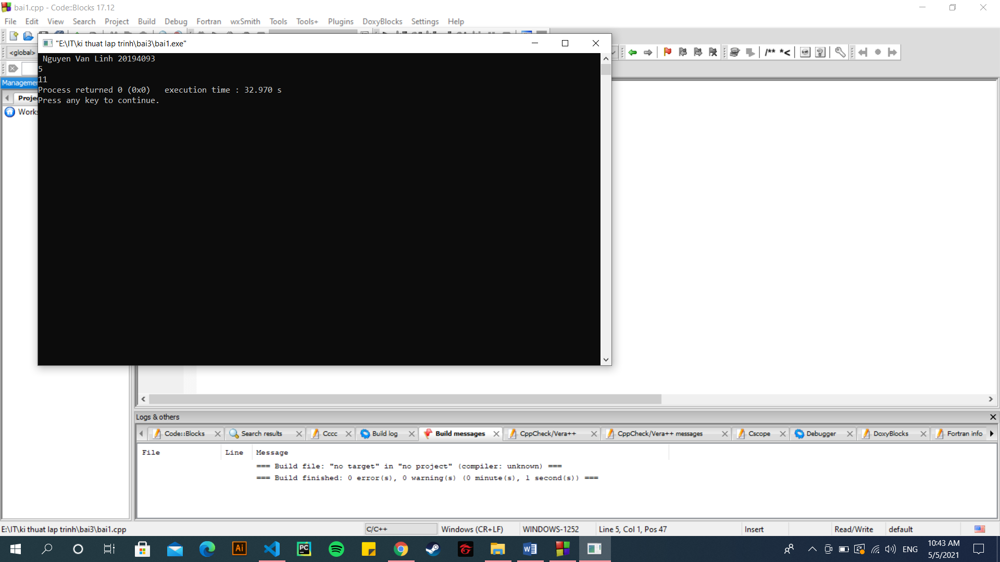 bai1.cpp - Code::Blocks 17.12
File Edit View Search Project Build Debug Fortran wxSmith Tools Tools+ Plugins DoxyBlocks Settings Help
"E:\IT\ki thuat lap trinh\bai3\bai1.exe"
<global>
/** *<
Nguyen Van Linh 20194093
5
11
Process returned 0 (0x0)   execution time : 32.970 s
Press any key to continue.
Logs & others
Code::Blocks Search results Cccc Build log Build messages CppCheck/Vera++ CppCheck/Vera++ messages Cscope Debugger DoxyBlocks Fortran info
File Line Message
=== Build file: "no target" in "no project" (compiler: unknown) ===
=== Build finished: 0 error(s), 0 warning(s) (0 minute(s), 1 second(s)) ===
E:\IT\ki thuat lap trinh\bai3\bai1.cpp C/C++ Windows (CR+LF) WINDOWS-1252 Line 5, Col 1, Pos 47 Insert Read/Write default
Ai PC ENG
10:43 AM
5/5/2021